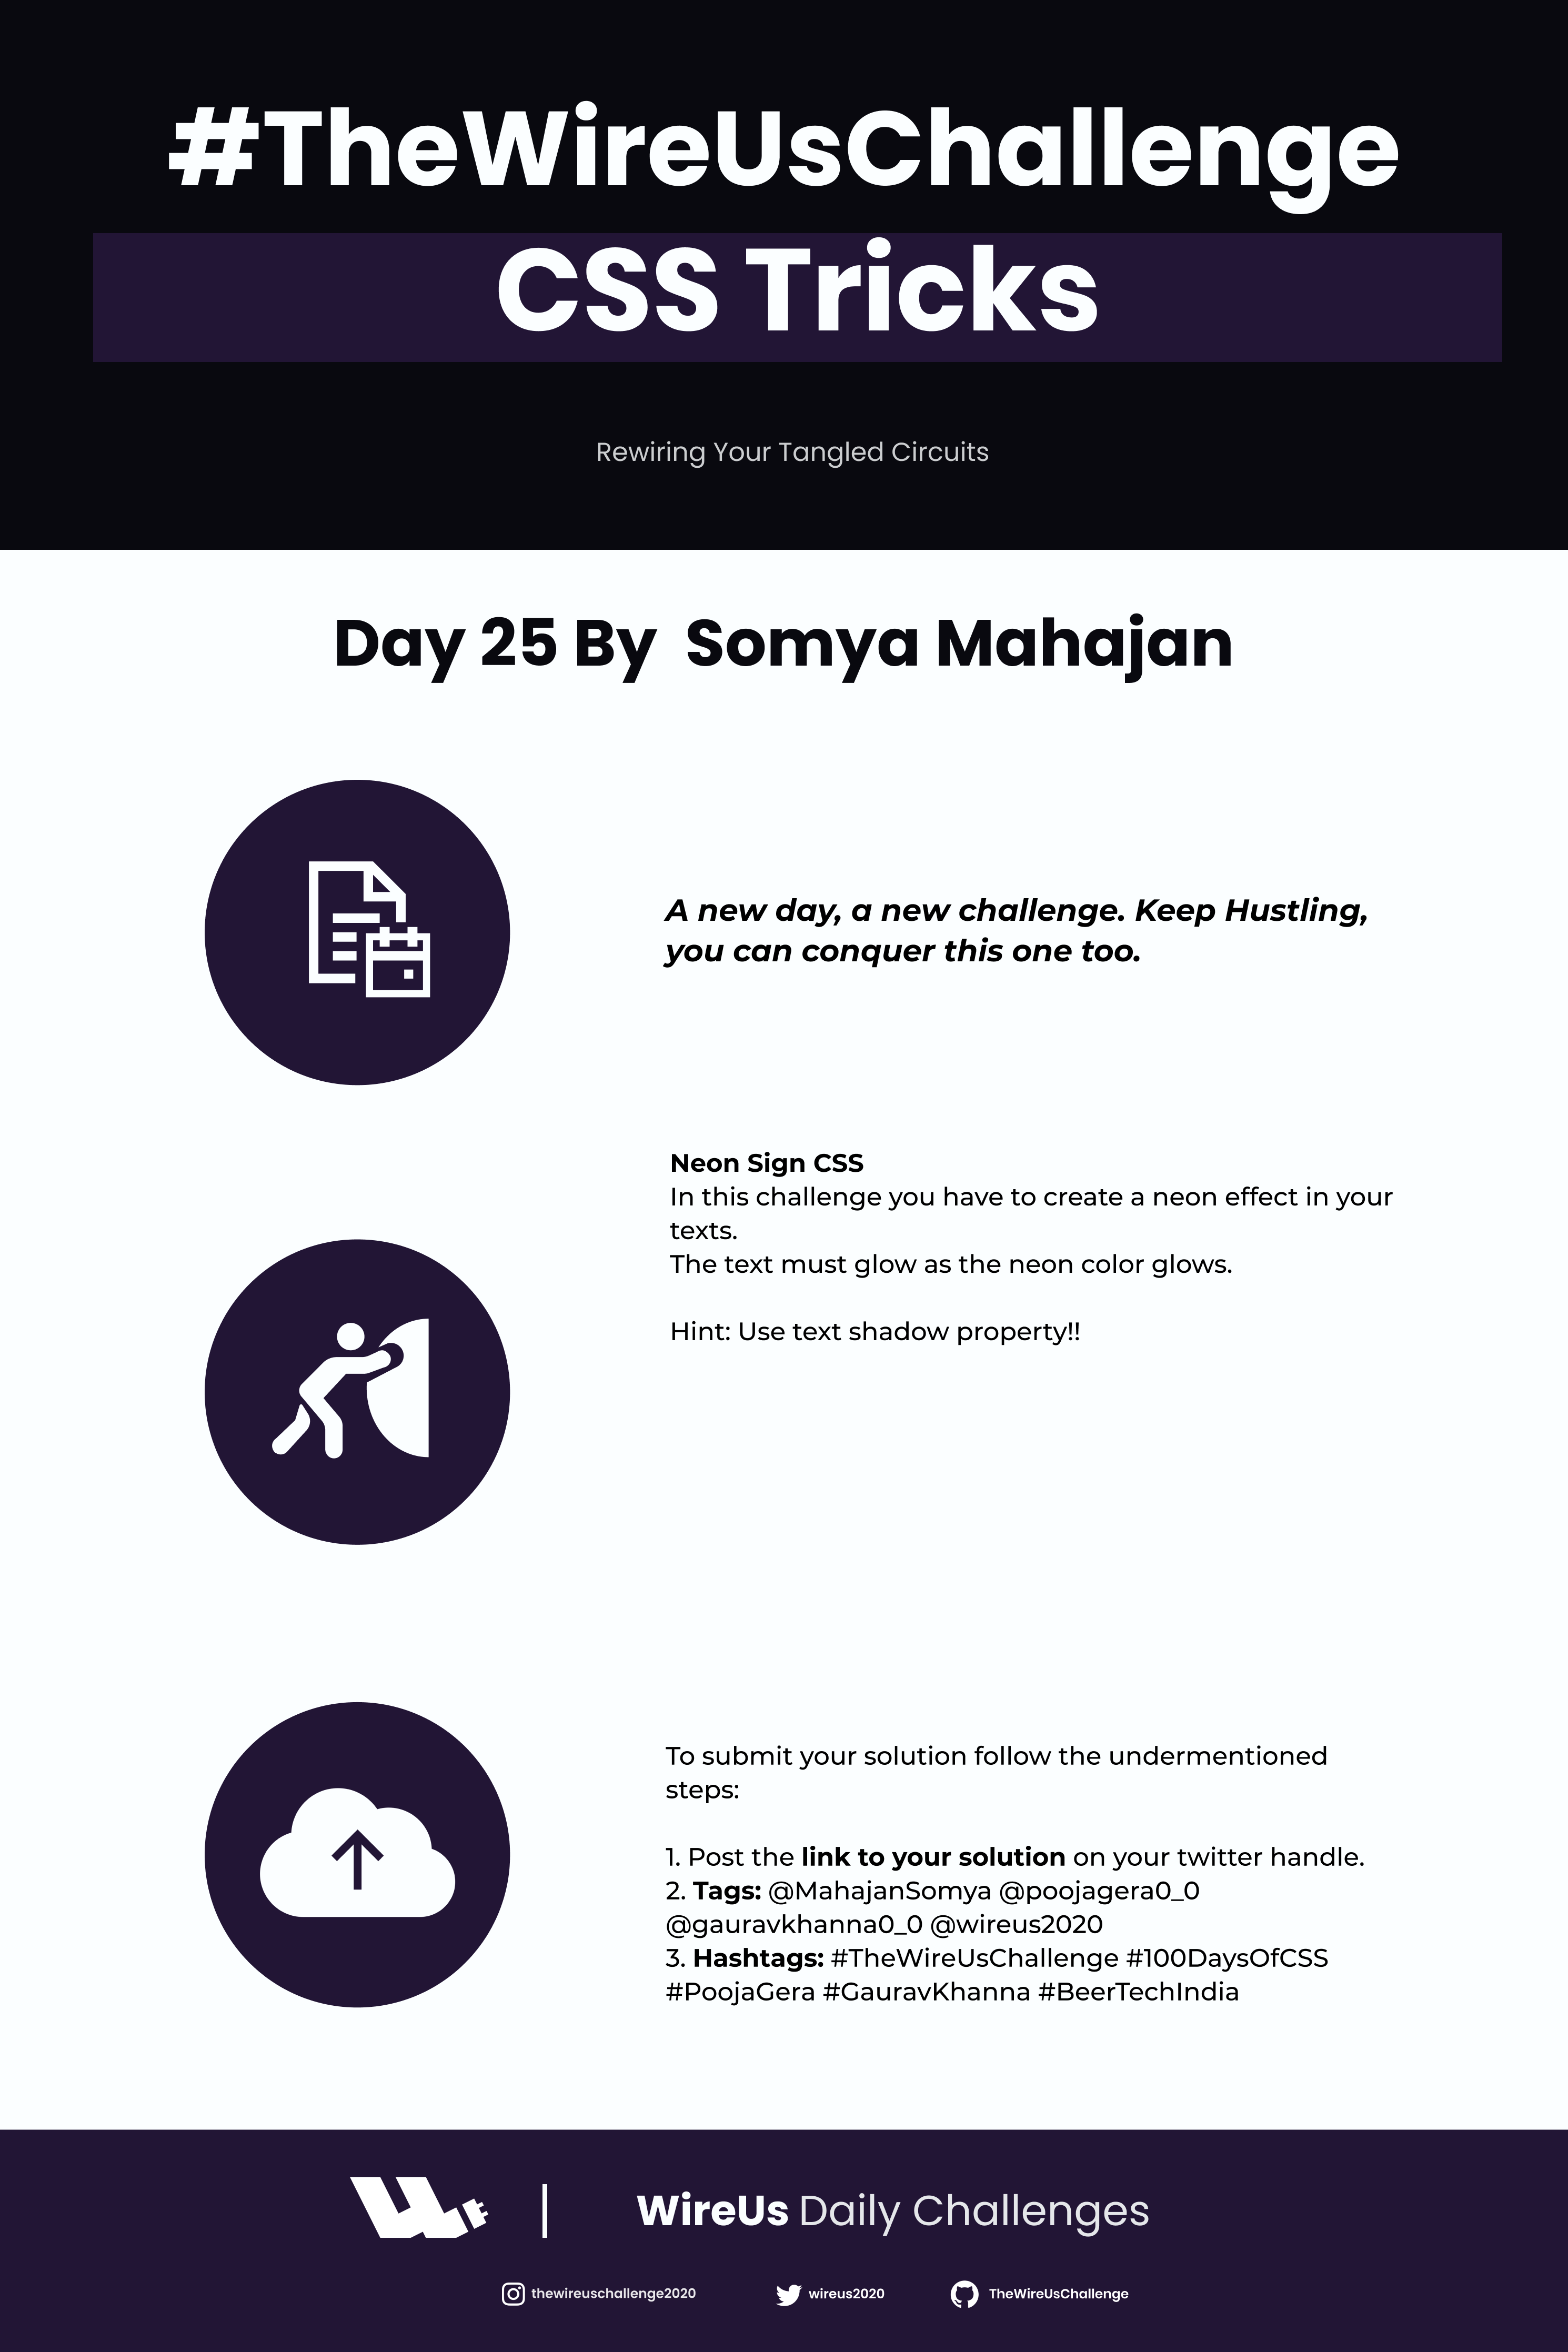 #TheWireUsChallenge
CSS Tricks
Rewiring Your Tangled Circuits
Day 25 By  Somya Mahajan
A new day, a new challenge. Keep Hustling,
you can conquer this one too.
Neon Sign CSS
In this challenge you have to create a neon effect in your
texts.
The text must glow as the neon color glows.
Hint: Use text shadow property!!
To submit your solution follow the undermentioned
steps:
1. Post the link to your solution on your twitter handle.
2. Tags: @MahajanSomya @poojagera0_0
@gauravkhanna0_0 @wireus2020
3. Hashtags: #TheWireUsChallenge #100DaysOfCSS
#PoojaGera #GauravKhanna #BeerTechIndia
WireUs Daily Challenges
thewireuschallenge2020
wireus2020
TheWireUsChallenge